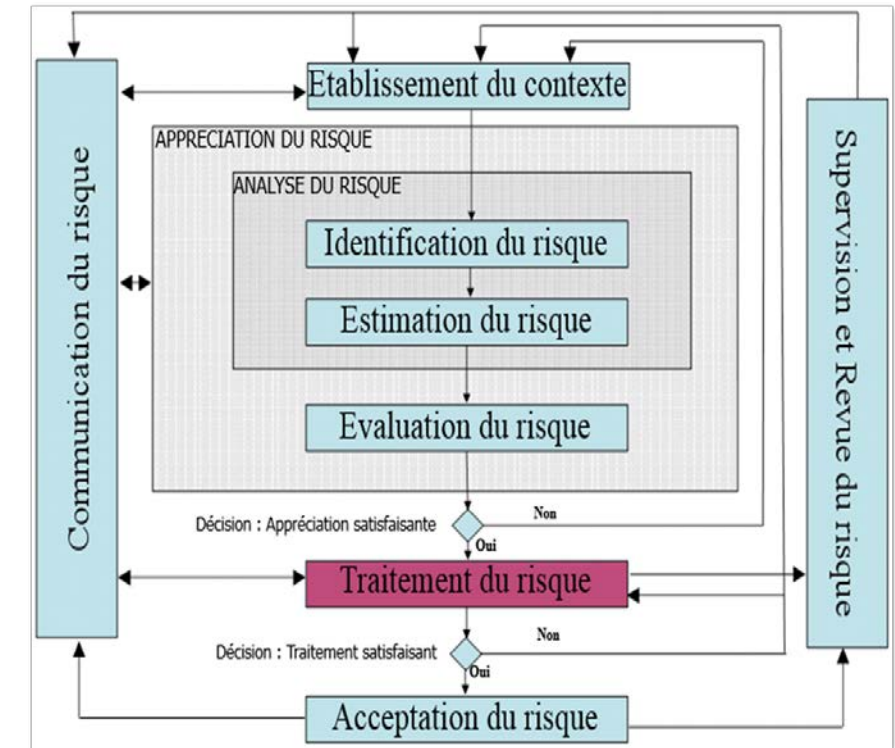 Etablissement du contexte
APPRECIATION DU RISQUE
ANALYSE DU RISQUE
Identification du risque
Estimation du risque
Evaluation du risque
Décision : Appréciation satisfaisante
Non
Oui
Traitement du risque
Non
Décision : Traitement satisfaisant
Oui
Acceptation du risque
Communication du risque
Supervision et Revue du risque